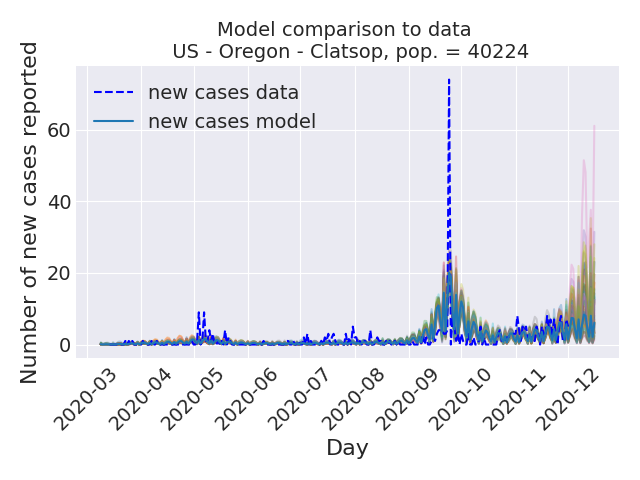 Model comparison to data
US - Oregon - Clatsop, pop. = 40224
new cases data
new cases model
Number of new cases reported
60
40
20
0
2020-03
2020-04
2020-05
2020-06
2020-07
2020-08
2020-09
2020-10
2020-11
2020-12
Day